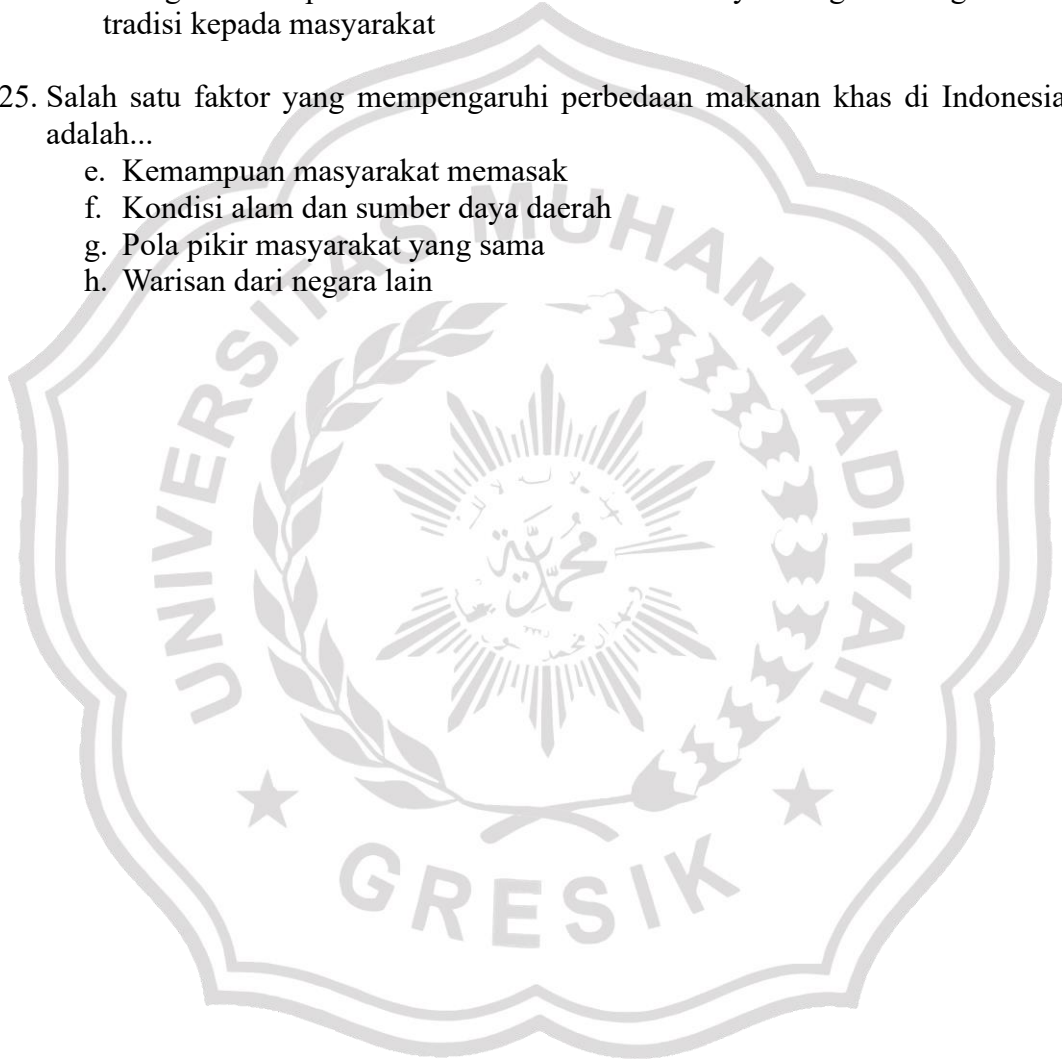 tradisi kepada masyarakat
25. Salah satu faktor yang mempengaruhi perbedaan makanan khas di Indonesia
adalah...
e. Kemampuan masyarakat memasak
f. Kondisi alam dan sumber daya daerah
g. Pola pikir masyarakat yang sama
h. Warisan dari negara lain
UNIVERSITAS MUHAMMADIYAH
GRESIK